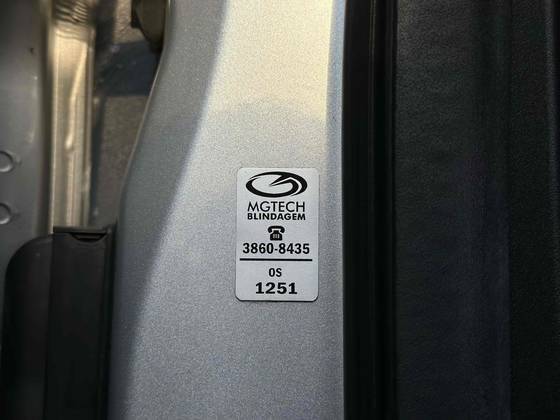 MGTECH
BLINDAGEM
3860-8435
OS
1251